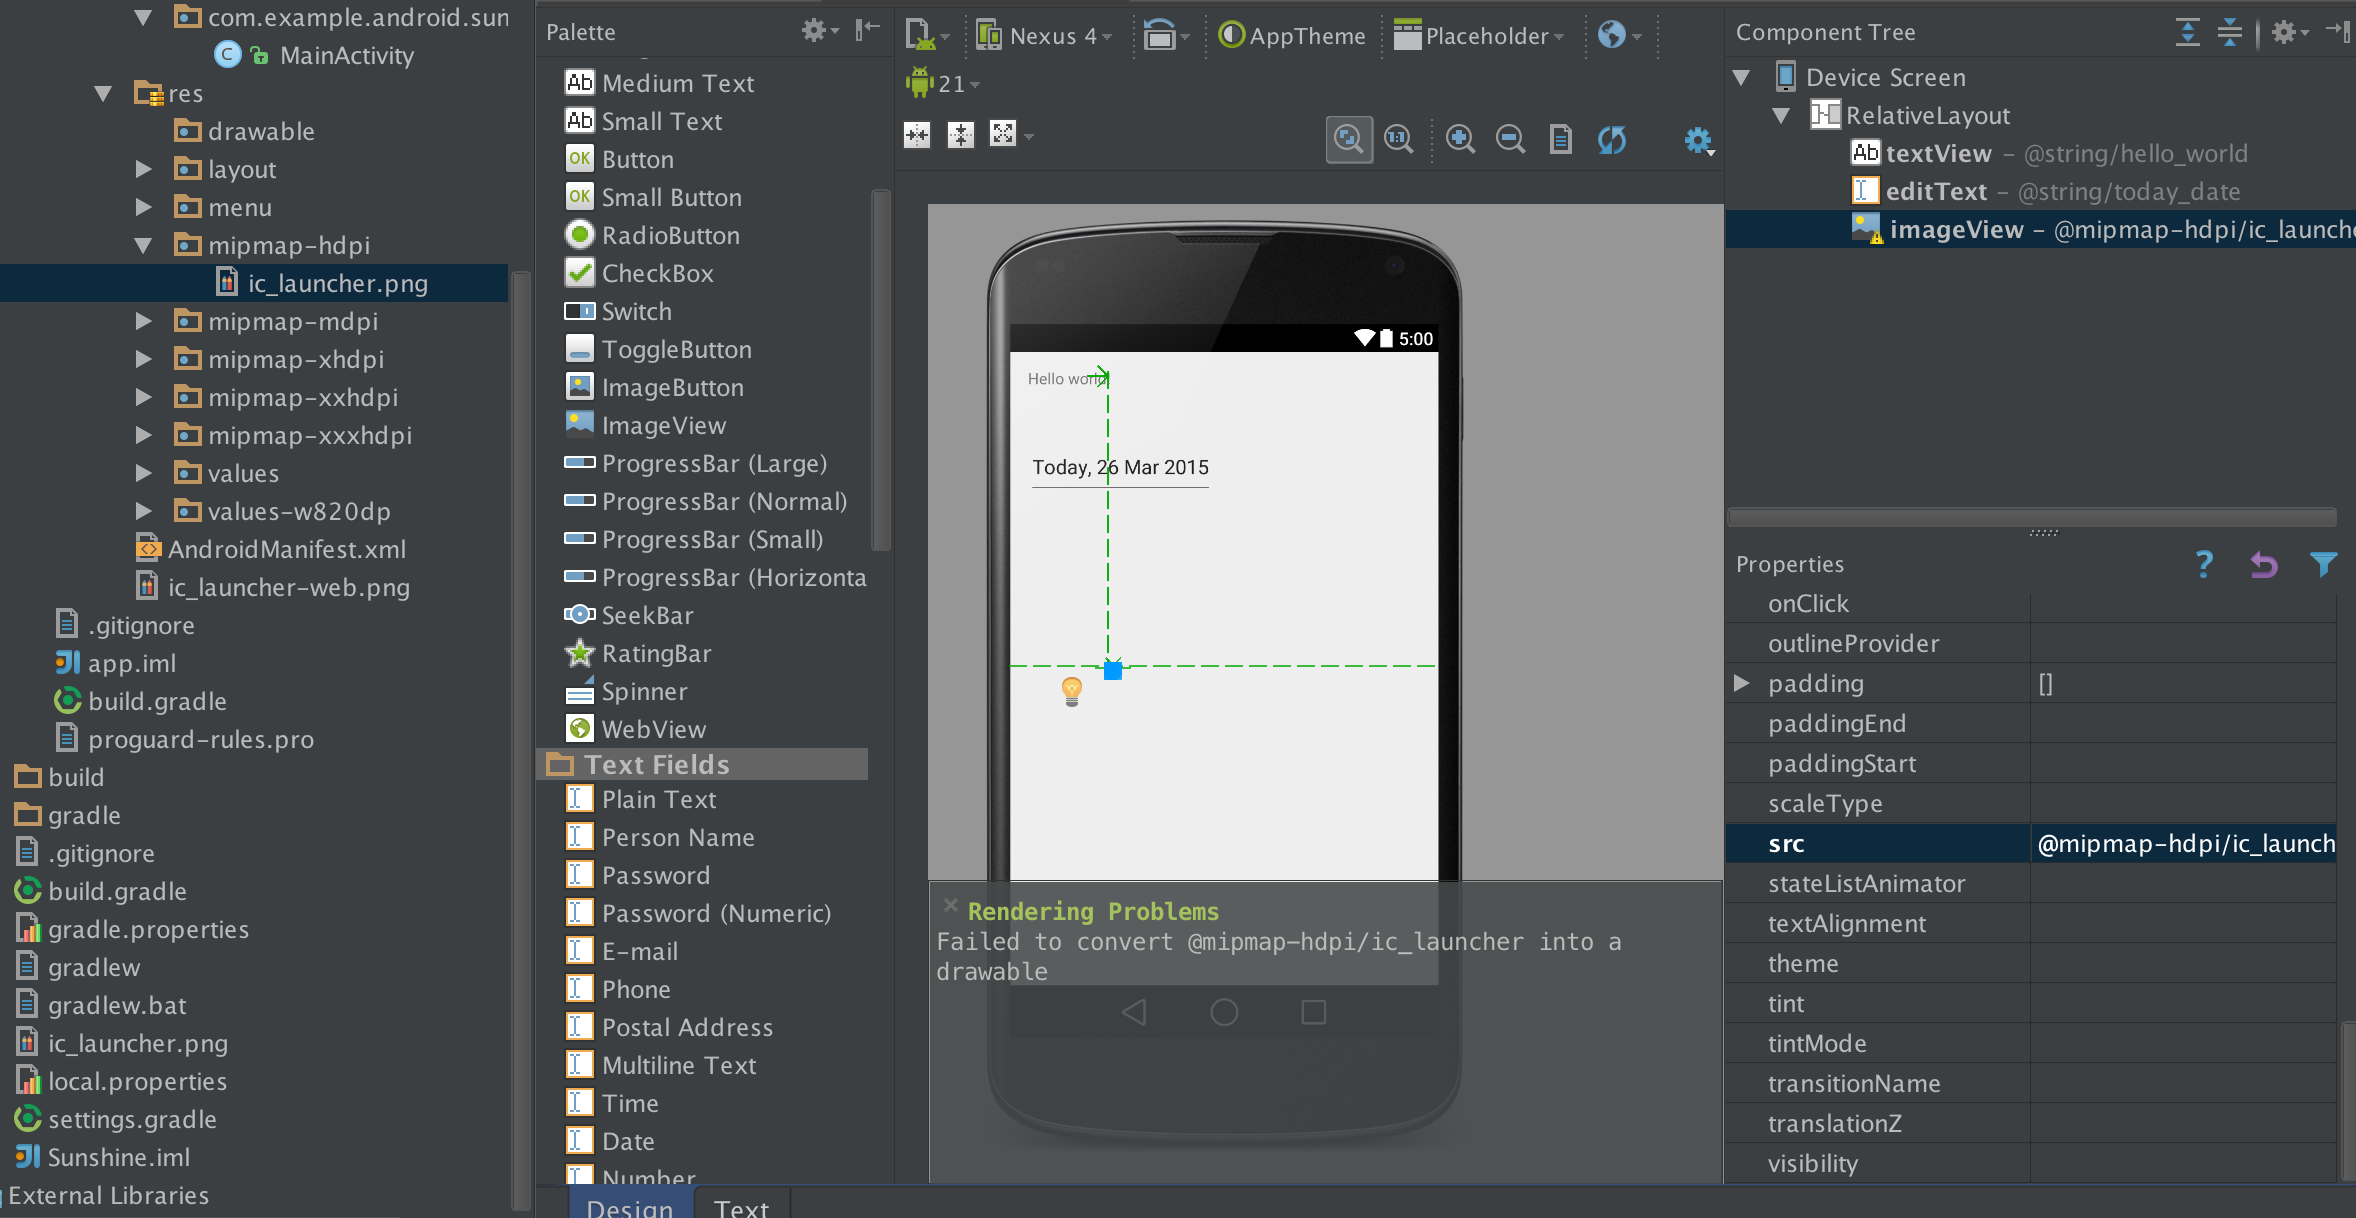 com.example.android.sun
MainActivity
res
drawable
layout
menu
mipmap-hdpi
ic_launcher.png
mipmap-mdpi
mipmap-xhdpi
mipmap-xxhdpi
mipmap-xxxhdpi
values
values-w820dp
AndroidManifest.xml
ic_launcher-web.png
.gitignore
app.iml
build.gradle
proguard-rules.pro
build
gradle
.gitignore
build.gradle
gradle.properties
gradlew
gradlew.bat
ic_launcher.png
local.properties
settings.gradle
Sunshine.iml
External Libraries
Palette
Medium Text
Small Text
Button
Small Button
RadioButton
CheckBox
Switch
ToggleButton
ImageButton
ImageView
ProgressBar (Large)
ProgressBar (Normal)
ProgressBar (Small)
ProgressBar (Horizonta
SeekBar
RatingBar
Spinner
WebView
Text Fields
Plain Text
Person Name
Password
Password (Numeric)
E-mail
Phone
Postal Address
Multiline Text
Time
Date
Number
Design Text
Nexus 4 AppTheme Placeholder
21
5:00
Hello world
Today, 26 Mar 2015
Rendering Problems
Failed to convert @mipmap-hdpi/ic_launcher into a
drawable
Component Tree
Device Screen
RelativeLayout
textView – @string/hello_world
editText – @string/today_date
imageView – @mipmap-hdpi/ic_launch
Properties
onClick
outlineProvider
padding []
paddingEnd
paddingStart
scaleType
src @mipmap-hdpi/ic_launch
stateListAnimator
textAlignment
theme
tint
tintMode
transitionName
translationZ
visibility